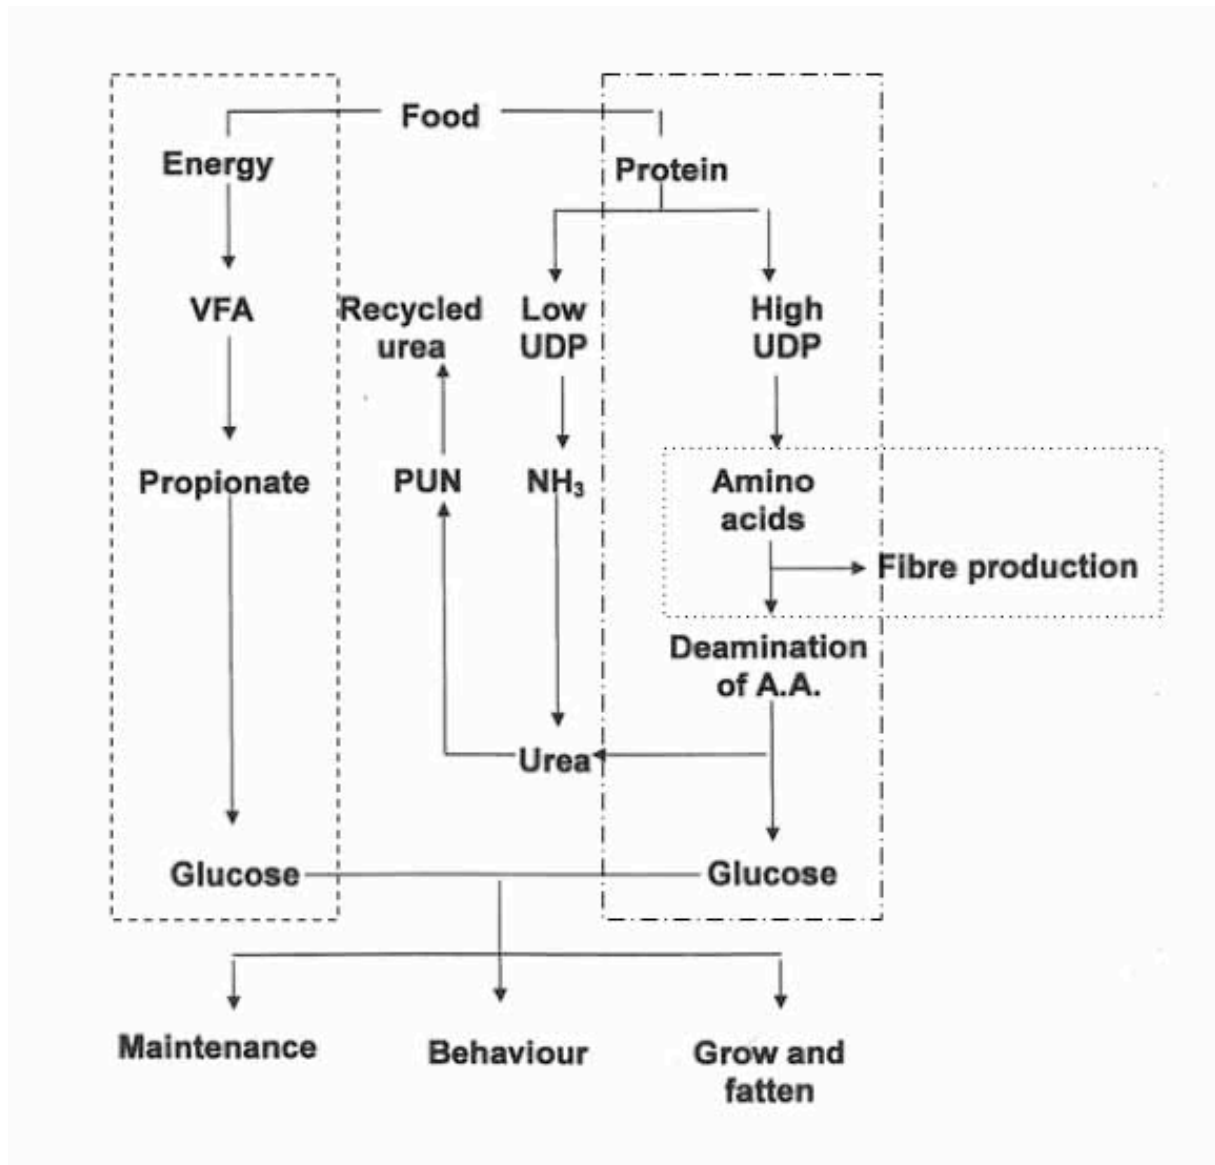 Food
Energy
Protein
VFA
Recycled
urea
Low
UDP
High
UDP
Propionate
PUN
NH₃
Amino
acids
Fibre production
Deamination
of A.A.
Urea
Glucose
Glucose
Maintenance
Behaviour
Grow and
fatten